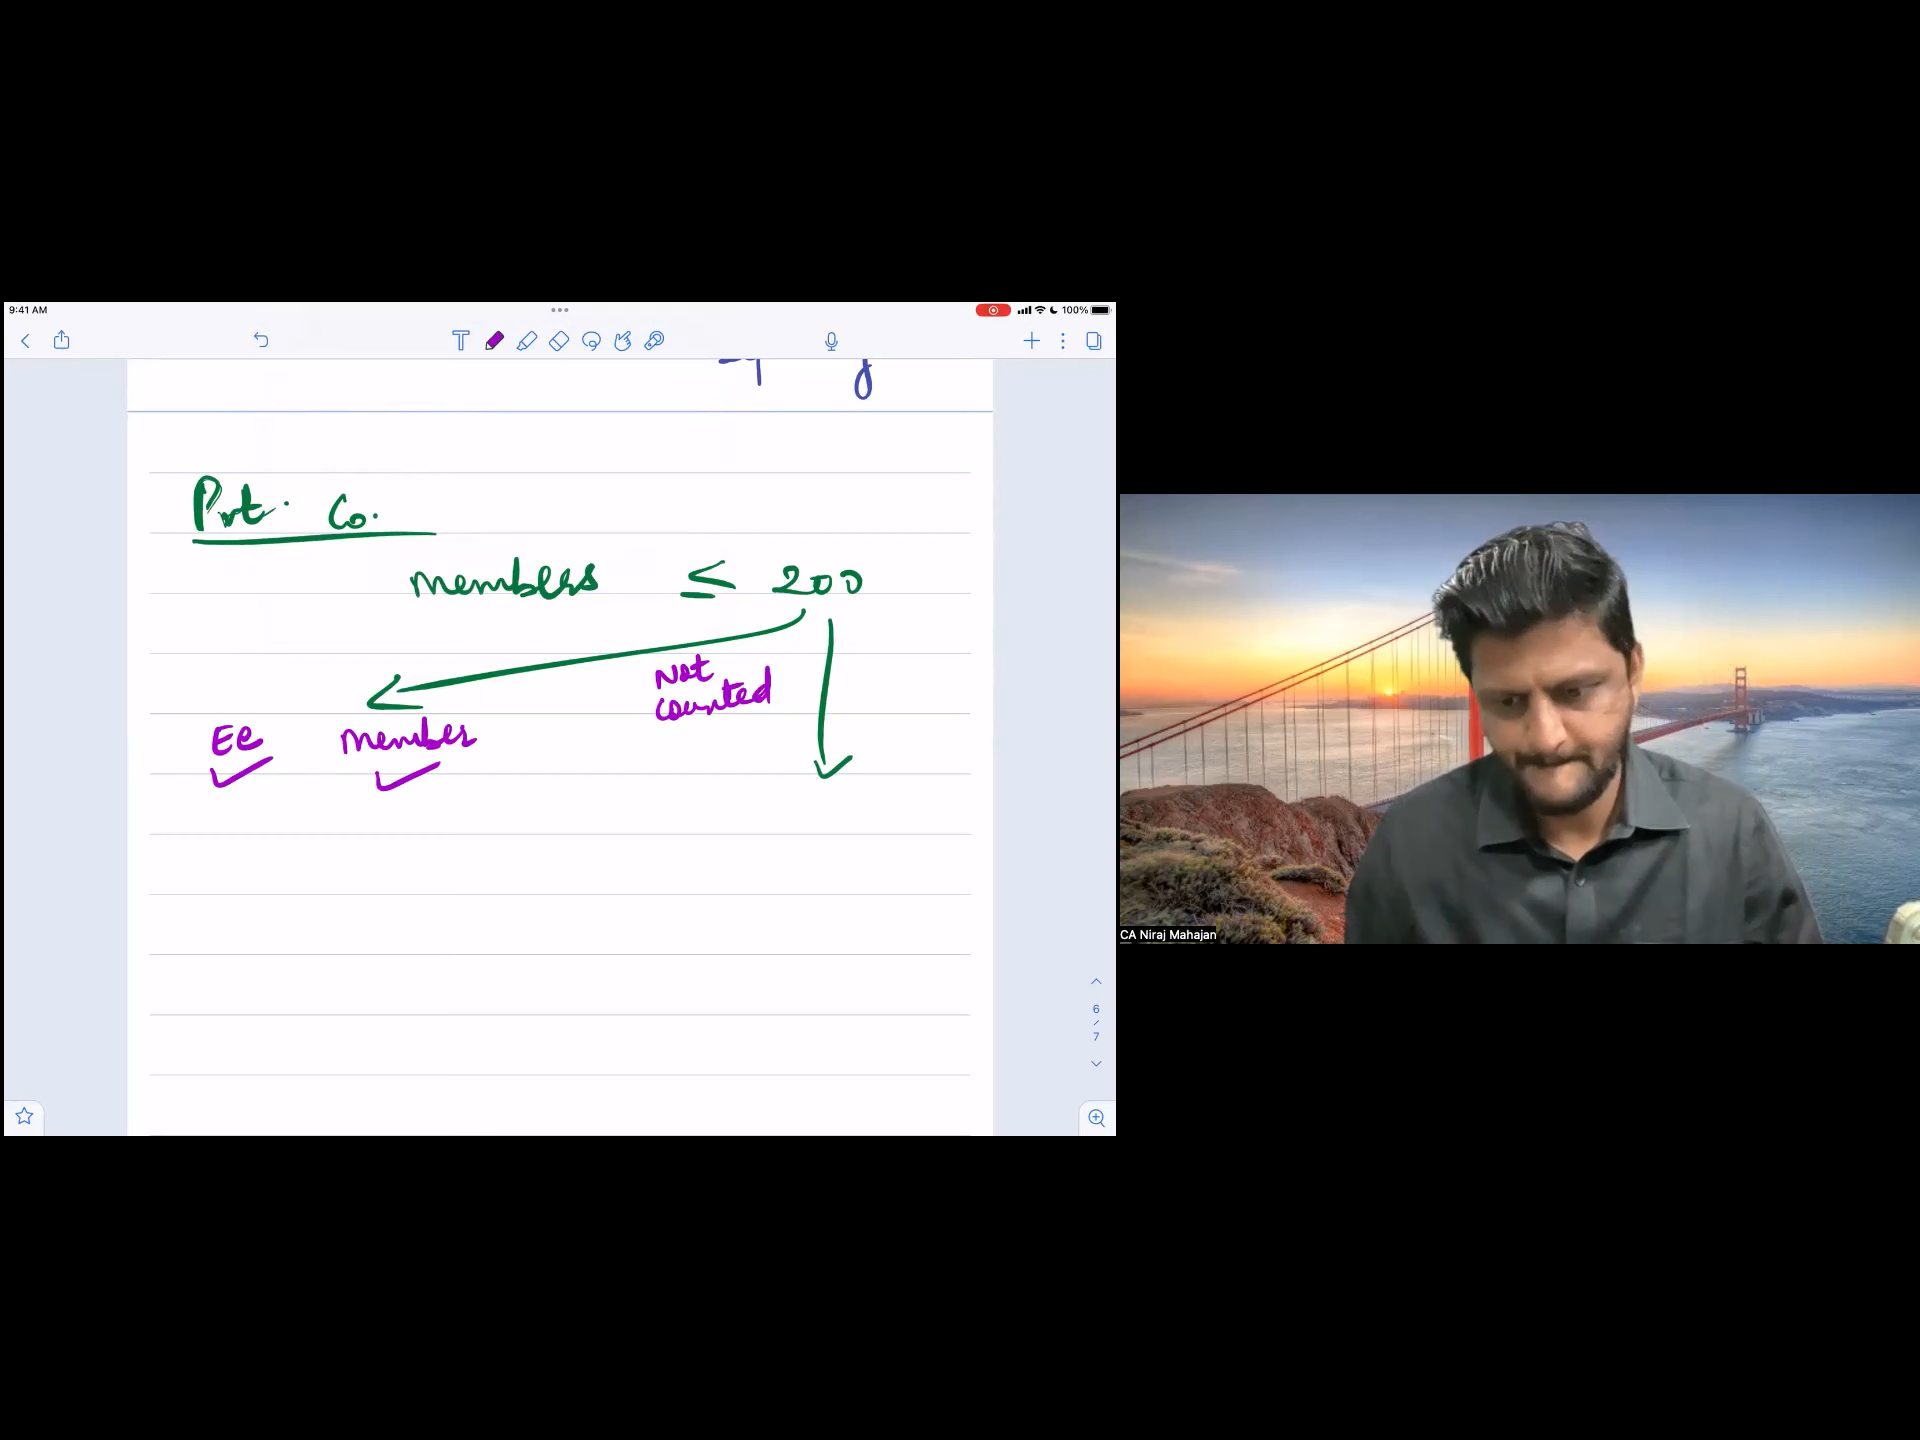 9:41 AM
100%
Pvt. Co.
members ≤ 200
Not
counted
Ee member
6
/
7
CA Niraj Mahajan